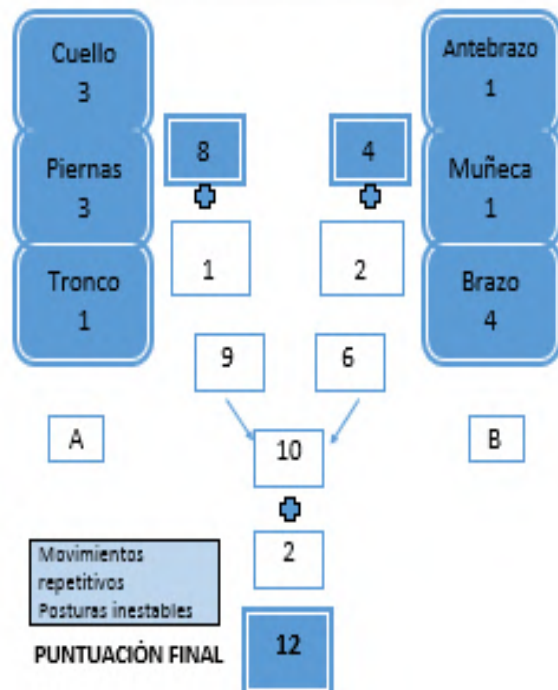 Cuello
3
Piernas
3
Tronco
1
8
1
4
2
Antebrazo
1
Muñeca
1
Brazo
4
9
6
A
10
B
2
Movimientos
repetitivos
Posturas inestables
PUNTUACIÓN FINAL
12